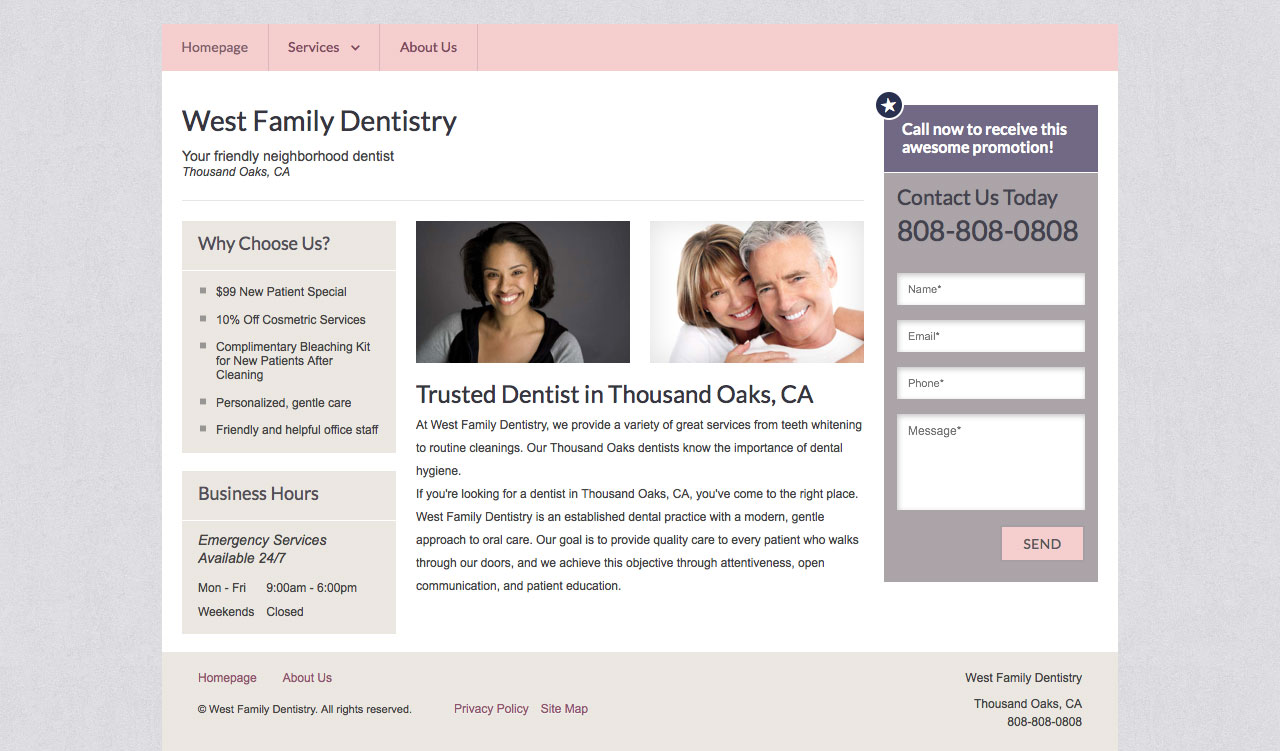 Homepage
Services
About Us
West Family Dentistry
Your friendly neighborhood dentist
Thousand Oaks, CA
Call now to receive this
awesome promotion!
Contact Us Today
808-808-0808
Name*
Email*
Phone*
Message*
SEND
Why Choose Us?
$99 New Patient Special
10% Off Cosmetric Services
Complimentary Bleaching Kit
for New Patients After
Cleaning
Personalized, gentle care
Friendly and helpful office staff
Business Hours
Emergency Services
Available 24/7
Mon - Fri 9:00am - 6:00pm
Weekends Closed
Trusted Dentist in Thousand Oaks, CA
At West Family Dentistry, we provide a variety of great services from teeth whitening
to routine cleanings. Our Thousand Oaks dentists know the importance of dental
hygiene.
If you're looking for a dentist in Thousand Oaks, CA, you've come to the right place.
West Family Dentistry is an established dental practice with a modern, gentle
approach to oral care. Our goal is to provide quality care to every patient who walks
through our doors, and we achieve this objective through attentiveness, open
communication, and patient education.
Homepage About Us
© West Family Dentistry. All rights reserved. Privacy Policy Site Map
West Family Dentistry
Thousand Oaks, CA
808-808-0808